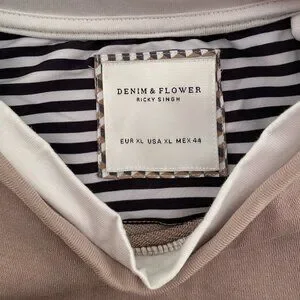 DENIM & FLOWER
RICKY SINGH
EUR XL USA XL MEX 44